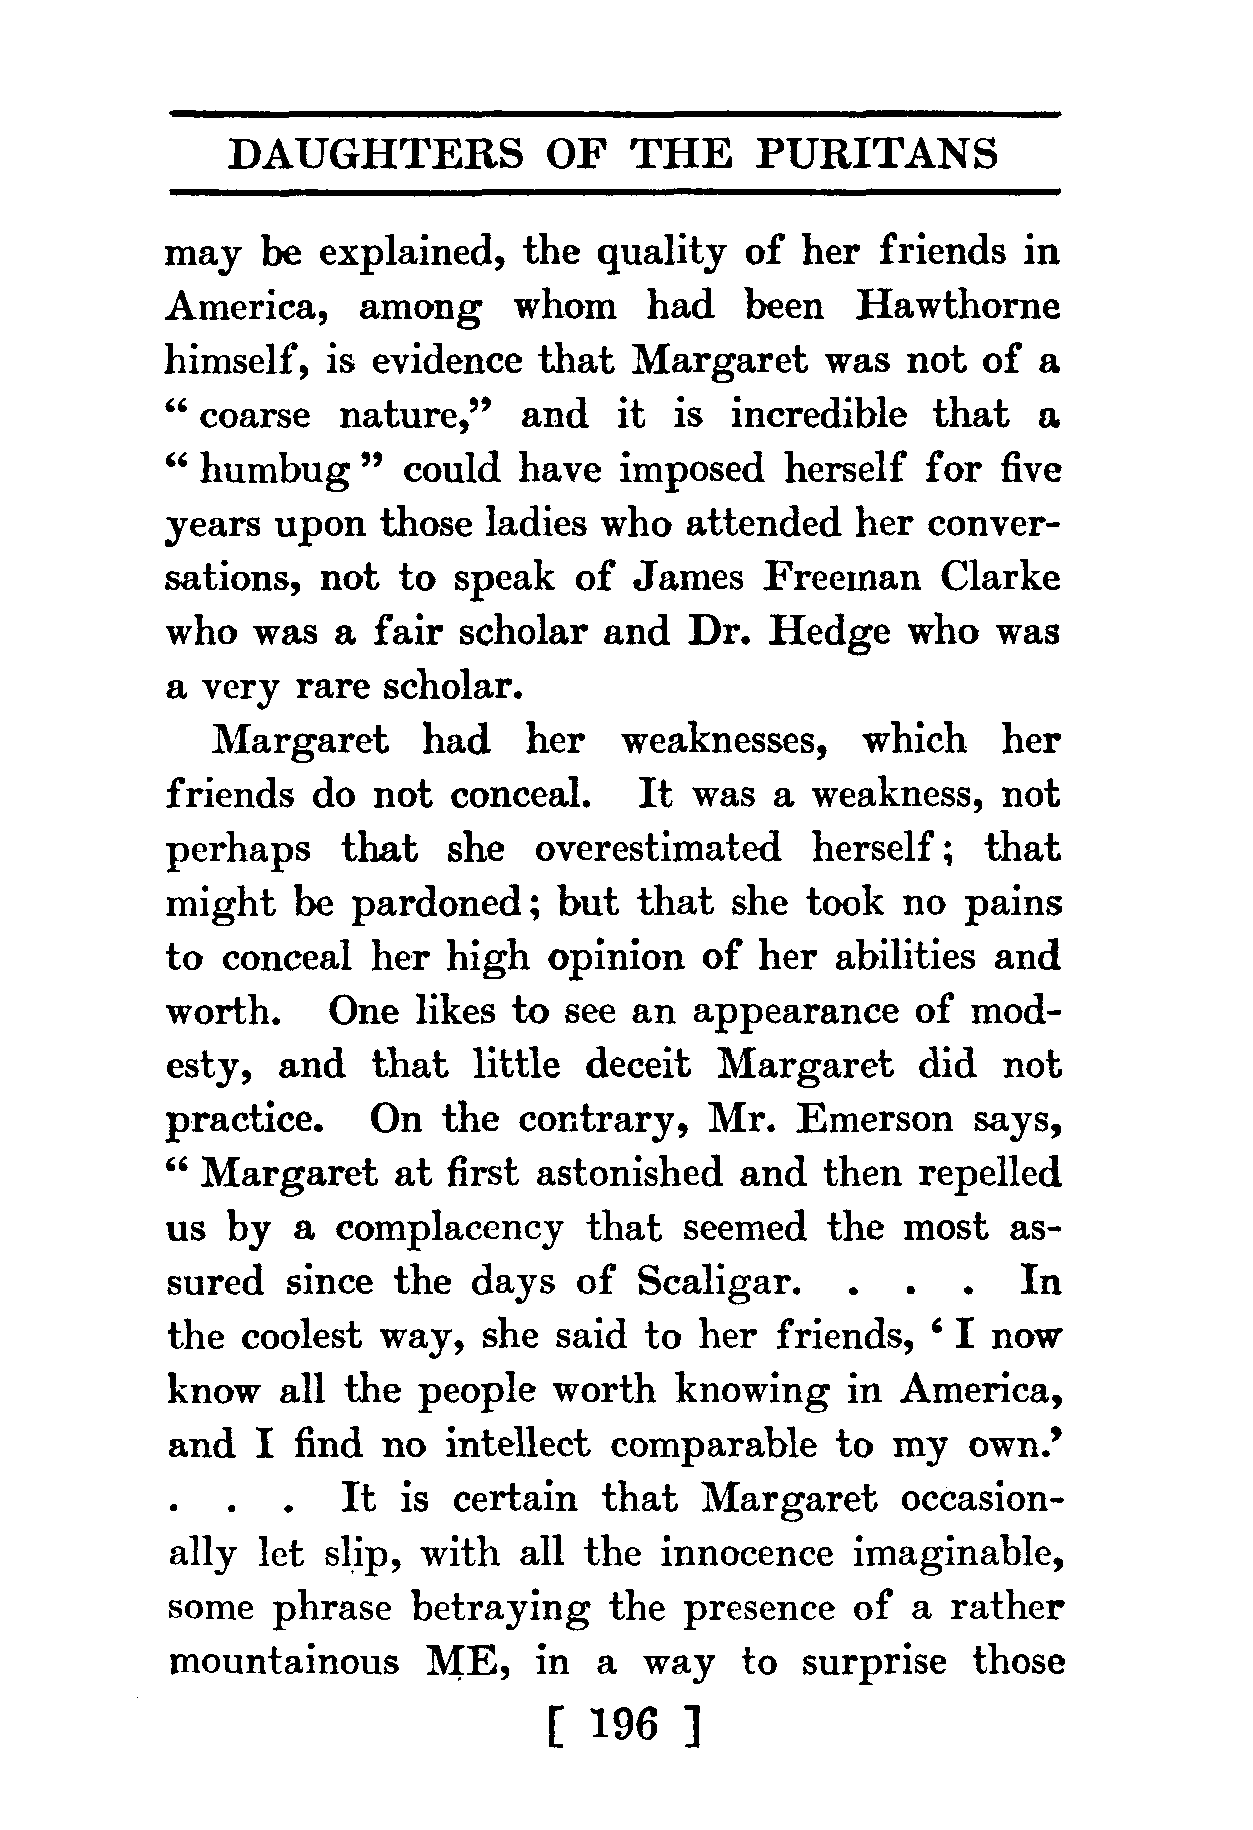 DAUGHTERS OF THE PURITANS
may be explained, the quality of her friends in
America, among whom had been Hawthorne
himself, is evidence that Margaret was not of a
“ coarse nature,” and it is incredible that a
“ humbug ” could have imposed herself for five
years upon those ladies who attended her conver-
sations, not to speak of James Freeman Clarke
who was a fair scholar and Dr. Hedge who was
a very rare scholar.
Margaret had her weaknesses, which her
friends do not conceal. It was a weakness, not
perhaps that she overestimated herself ; that
might be pardoned ; but that she took no pains
to conceal her high opinion of her abilities and
worth. One likes to see an appearance of mod-
esty, and that little deceit Margaret did not
practice. On the contrary, Mr. Emerson says,
“ Margaret at first astonished and then repelled
us by a complacency that seemed the most as-
sured since the days of Scaligar. . . . In
the coolest way, she said to her friends, ‘ I now
know all the people worth knowing in America,
and I find no intellect comparable to my own.’
. . . It is certain that Margaret occasion-
ally let slip, with all the innocence imaginable,
some phrase betraying the presence of a rather
mountainous ME, in a way to surprise those
[ 196 ]